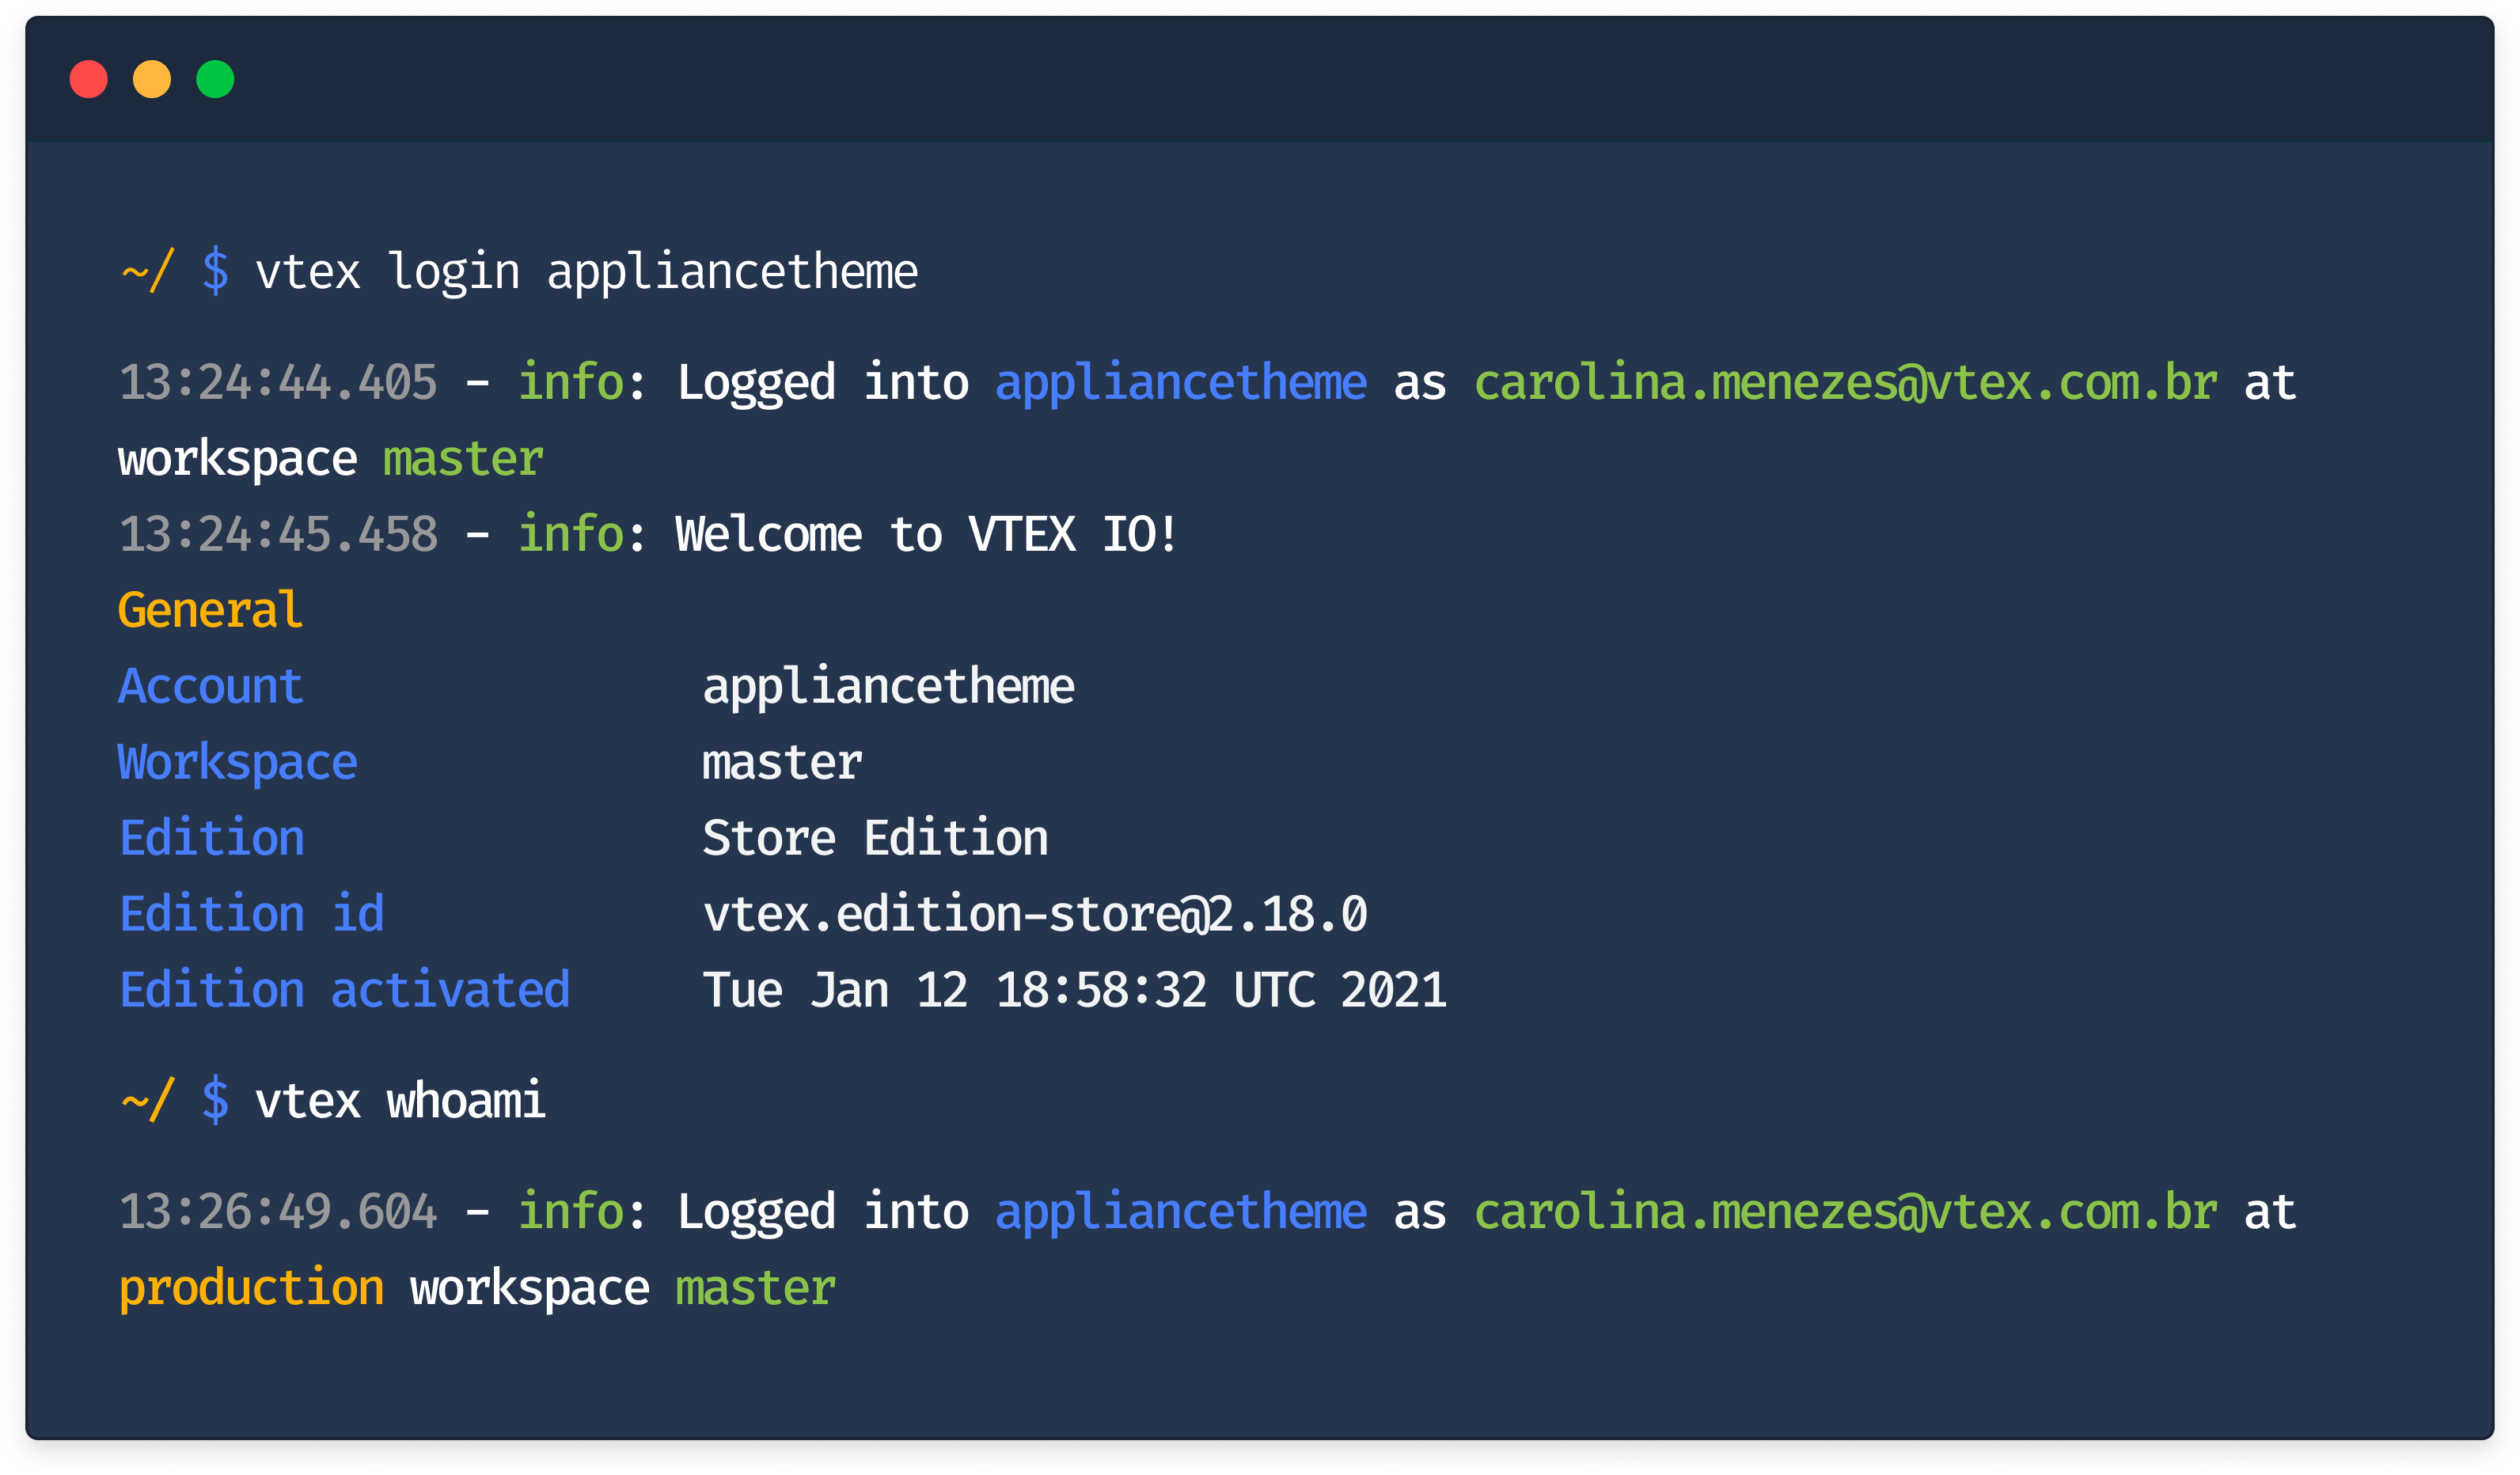 ~/ $ vtex login appliancetheme
13:24:44.405 - info: Logged into appliancetheme as carolina.menezes@vtex.com.br at
workspace master
13:24:45.458 - info: Welcome to VTEX IO!
General
Account appliancetheme
Workspace master
Edition Store Edition
Edition id vtex.edition-store@2.18.0
Edition activated Tue Jan 12 18:58:32 UTC 2021
~/ $ vtex whoami
13:26:49.604 - info: Logged into appliancetheme as carolina.menezes@vtex.com.br at
production workspace master